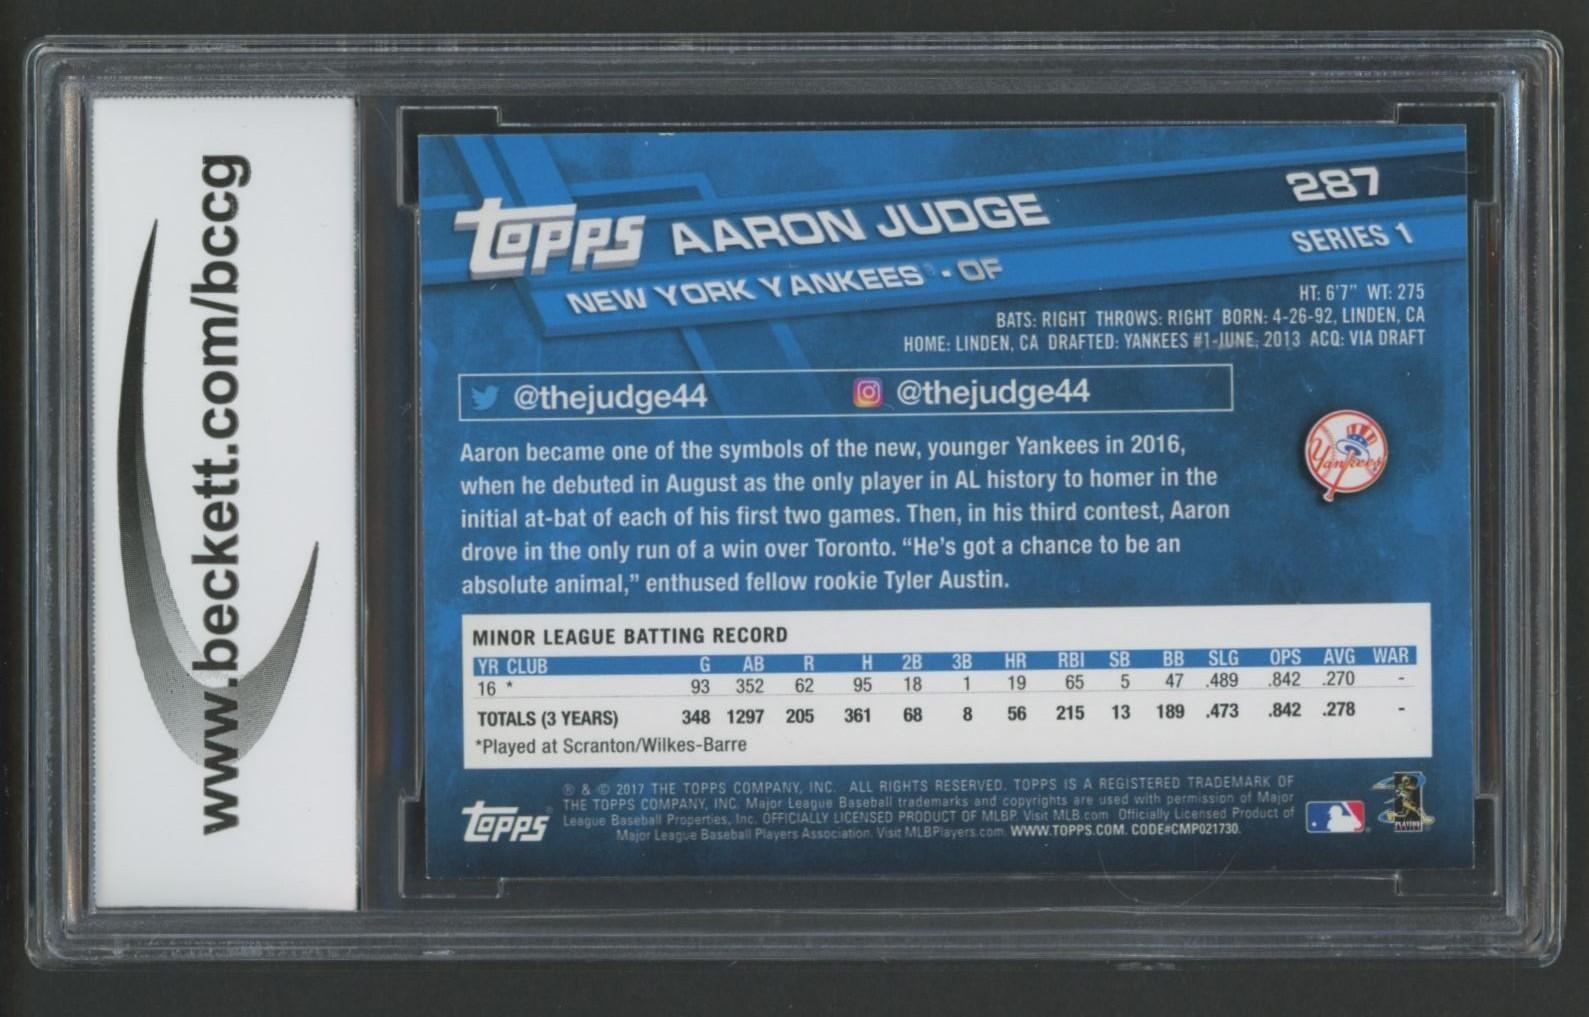 www.beckett.com/bccg
topps AARON JUDGE 287
NEW YORK YANKEES® • OF SERIES 1
HT: 6'7" WT: 275
BATS: RIGHT THROWS: RIGHT BORN: 4-26-92, LINDEN, CA
HOME: LINDEN, CA DRAFTED: YANKEES #1-JUNE, 2013 ACQ: VIA DRAFT
@thejudge44 @thejudge44
Aaron became one of the symbols of the new, younger Yankees in 2016,
when he debuted in August as the only player in AL history to homer in the
initial at-bat of each of his first two games. Then, in his third contest, Aaron
drove in the only run of a win over Toronto. “He's got a chance to be an
absolute animal,” enthused fellow rookie Tyler Austin.
Yankees
MINOR LEAGUE BATTING RECORD
YR CLUB G AB R H 2B 3B HR RBI SB BB SLG OPS AVG WAR
16 * 93 352 62 95 18 1 19 65 5 47 .489 .842 .270 -
TOTALS (3 YEARS) 348 1297 205 361 68 8 56 215 13 189 .473 .842 .278 -
*Played at Scranton/Wilkes-Barre
® & © 2017 THE TOPPS COMPANY, INC. ALL RIGHTS RESERVED. TOPPS IS A REGISTERED TRADEMARK OF
THE TOPPS COMPANY, INC. Major League Baseball trademarks and copyrights are used with permission of Major
League Baseball Properties, Inc. OFFICIALLY LICENSED PRODUCT OF MLBP. Visit MLB.com Officially Licensed Product of
Major League Baseball Players Association. Visit MLBPlayers.com. WWW.TOPPS.COM. CODE#CMP021730.
topps®
PLAYERS